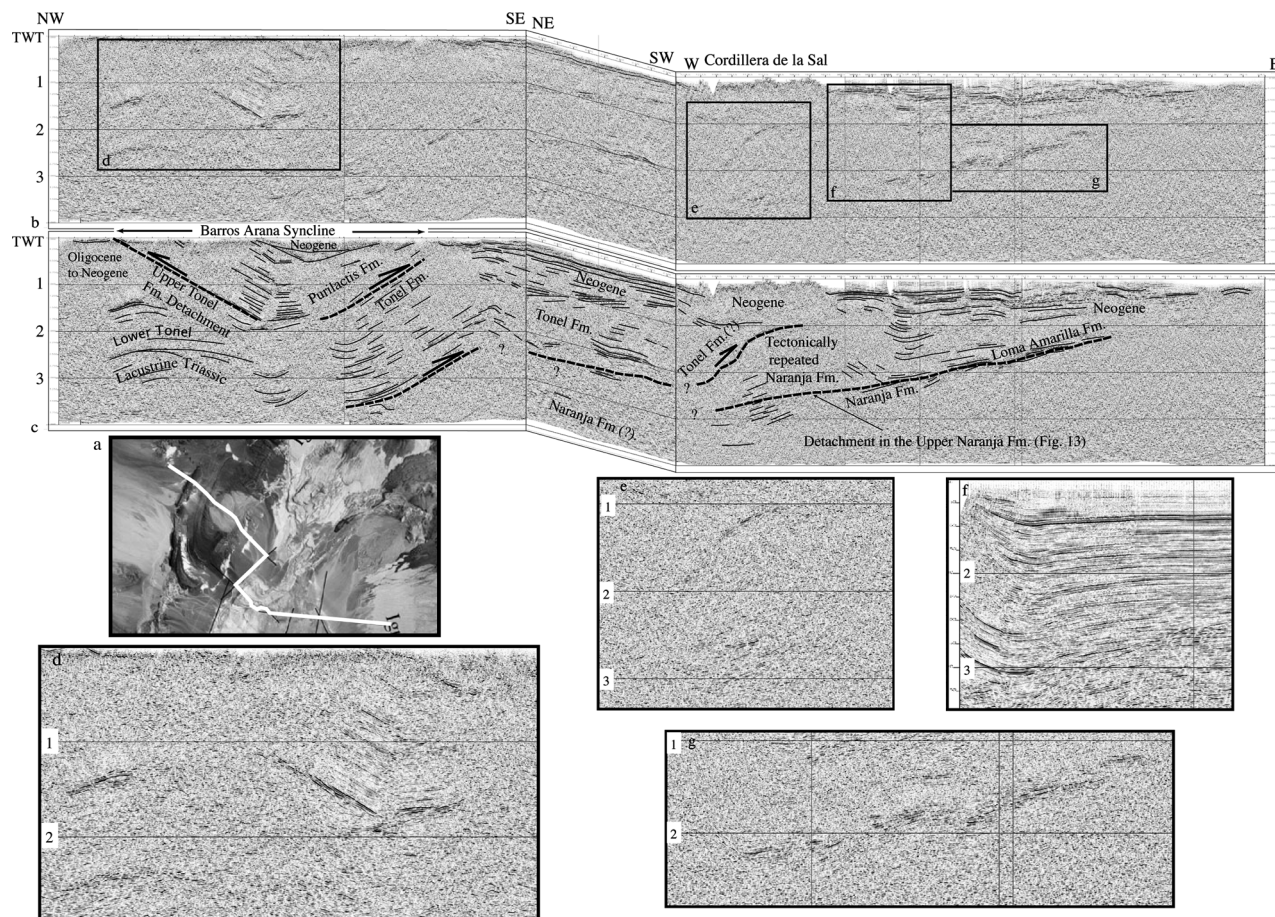 NW
SE
NE
SW
W
Cordillera de la Sal
E
TWT
1
2
3
b
d
e
f
g
TWT
Barros Arana Syncline
Neogene
Oligocene
to Neogene
Upper Tonel
Fm. Detachment
Purilactis Fm.
Tonel Fm.
1
2
3
c
Lower Tonel
Lacustrine Triassic
Neogene
Tonel Fm.
?
?
?
Naranja Fm (?)
Neogene
Tonel Fm.(?)
Tectonically
repeated
Naranja Fm.
?
?
Neogene
Loma Amarilla Fm.
Naranja Fm.
Detachment in the Upper Naranja Fm. (Fig. 13)
a
e
1
2
3
f
2
3
d
1
2
g
1
2